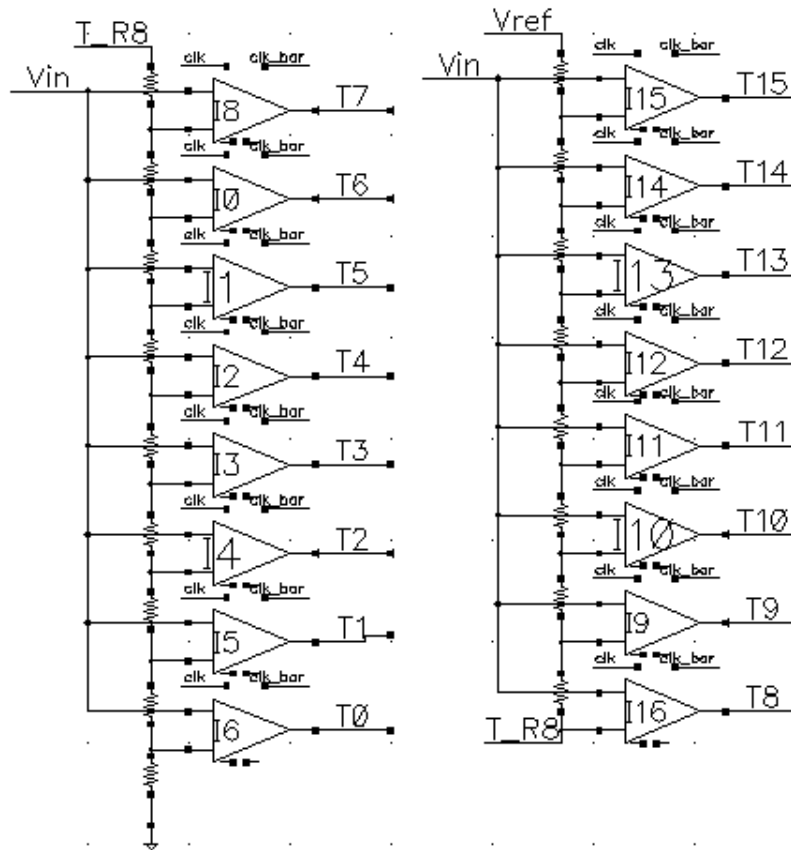 T_R8
clk clk_bar
Vin
I8 T7
clk clk_bar
I0 T6
clk clk_bar
I1 T5
clk clk_bar
I2 T4
clk clk_bar
I3 T3
clk clk_bar
I4 T2
clk clk_bar
I5 T1
clk clk_bar
I6 T0
Vref
clk clk_bar
Vin
I15 T15
clk clk_bar
I14 T14
clk clk_bar
I13 T13
clk clk_bar
I12 T12
clk clk_bar
I11 T11
clk clk_bar
I10 T10
clk clk_bar
I9 T9
clk clk_bar
I16 T8
T_R8